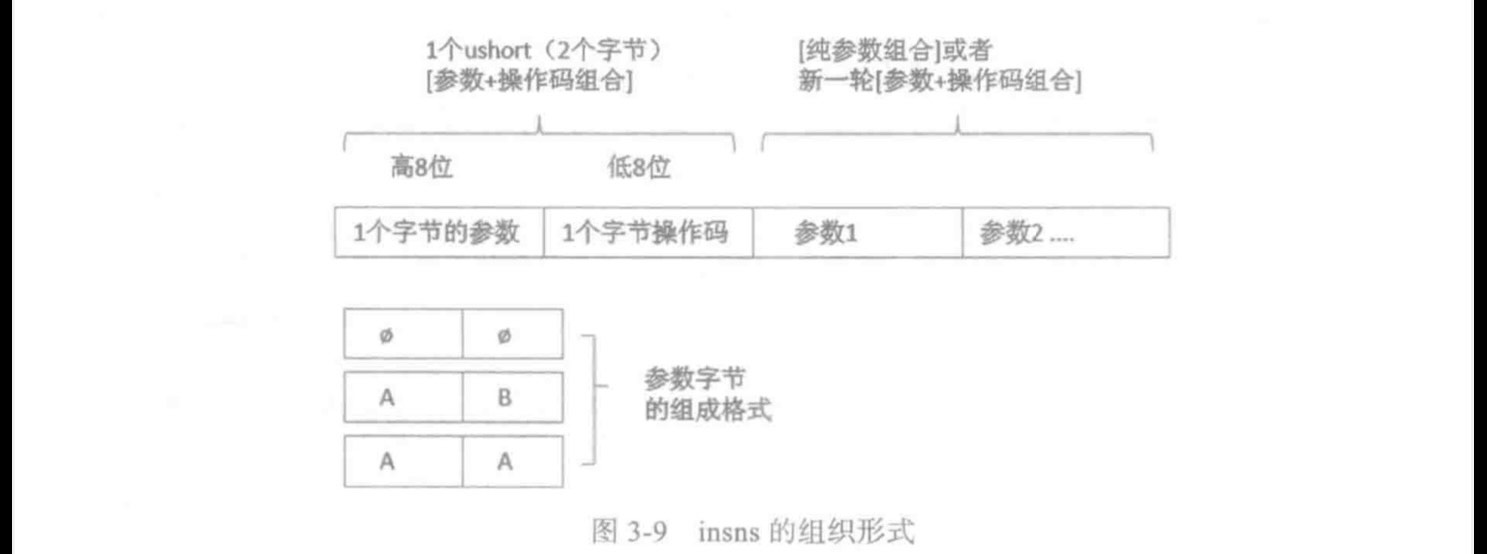 1个ushort（2个字节）
[参数+操作码组合]
[纯参数组合]或者
新一轮[参数+操作码组合]
高8位
低8位
1个字节的参数
1个字节操作码
参数1
参数2 ....
ø
ø
A
B
A
A
参数字节
的组成格式
图 3-9 insns 的组织形式